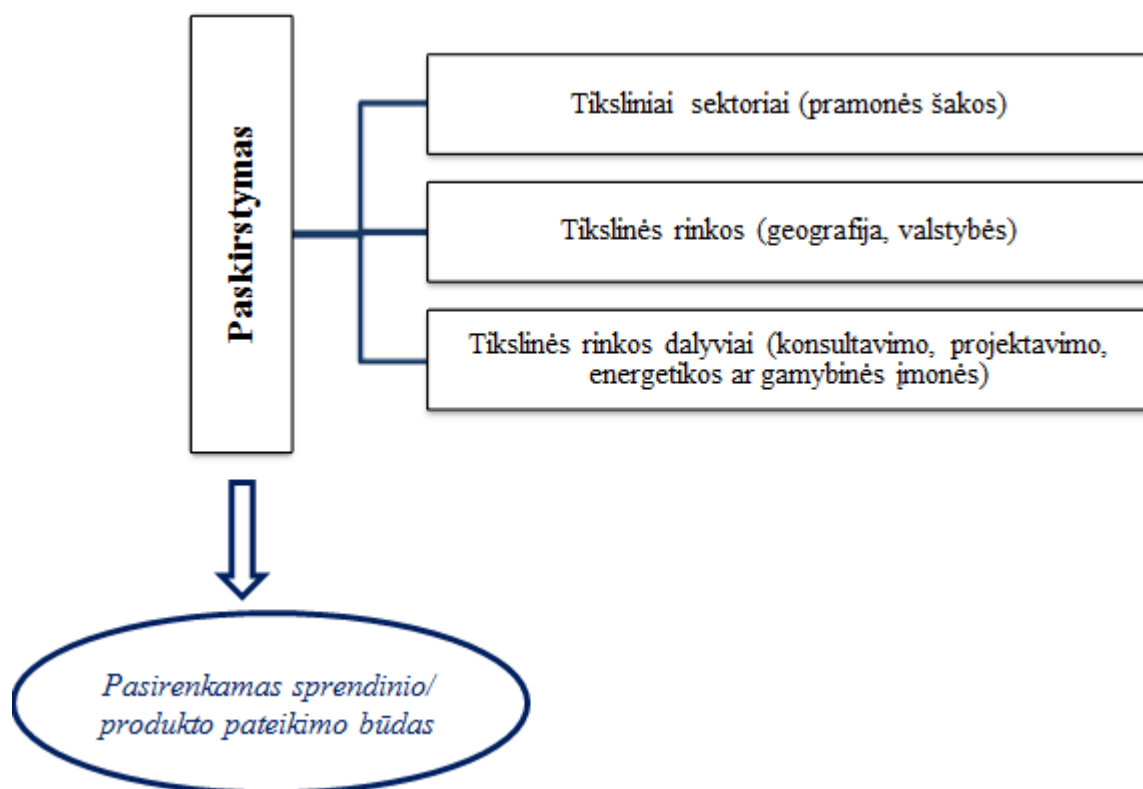 Paskirstymas
Tiksliniai sektoriai (pramonės šakos)
Tikslinės rinkos (geografija, valstybės)
Tikslinės rinkos dalyviai (konsultavimo, projektavimo,
energetikos ar gamybinės įmonės)
Pasirenkamas sprendinio/
produkto pateikimo būdas